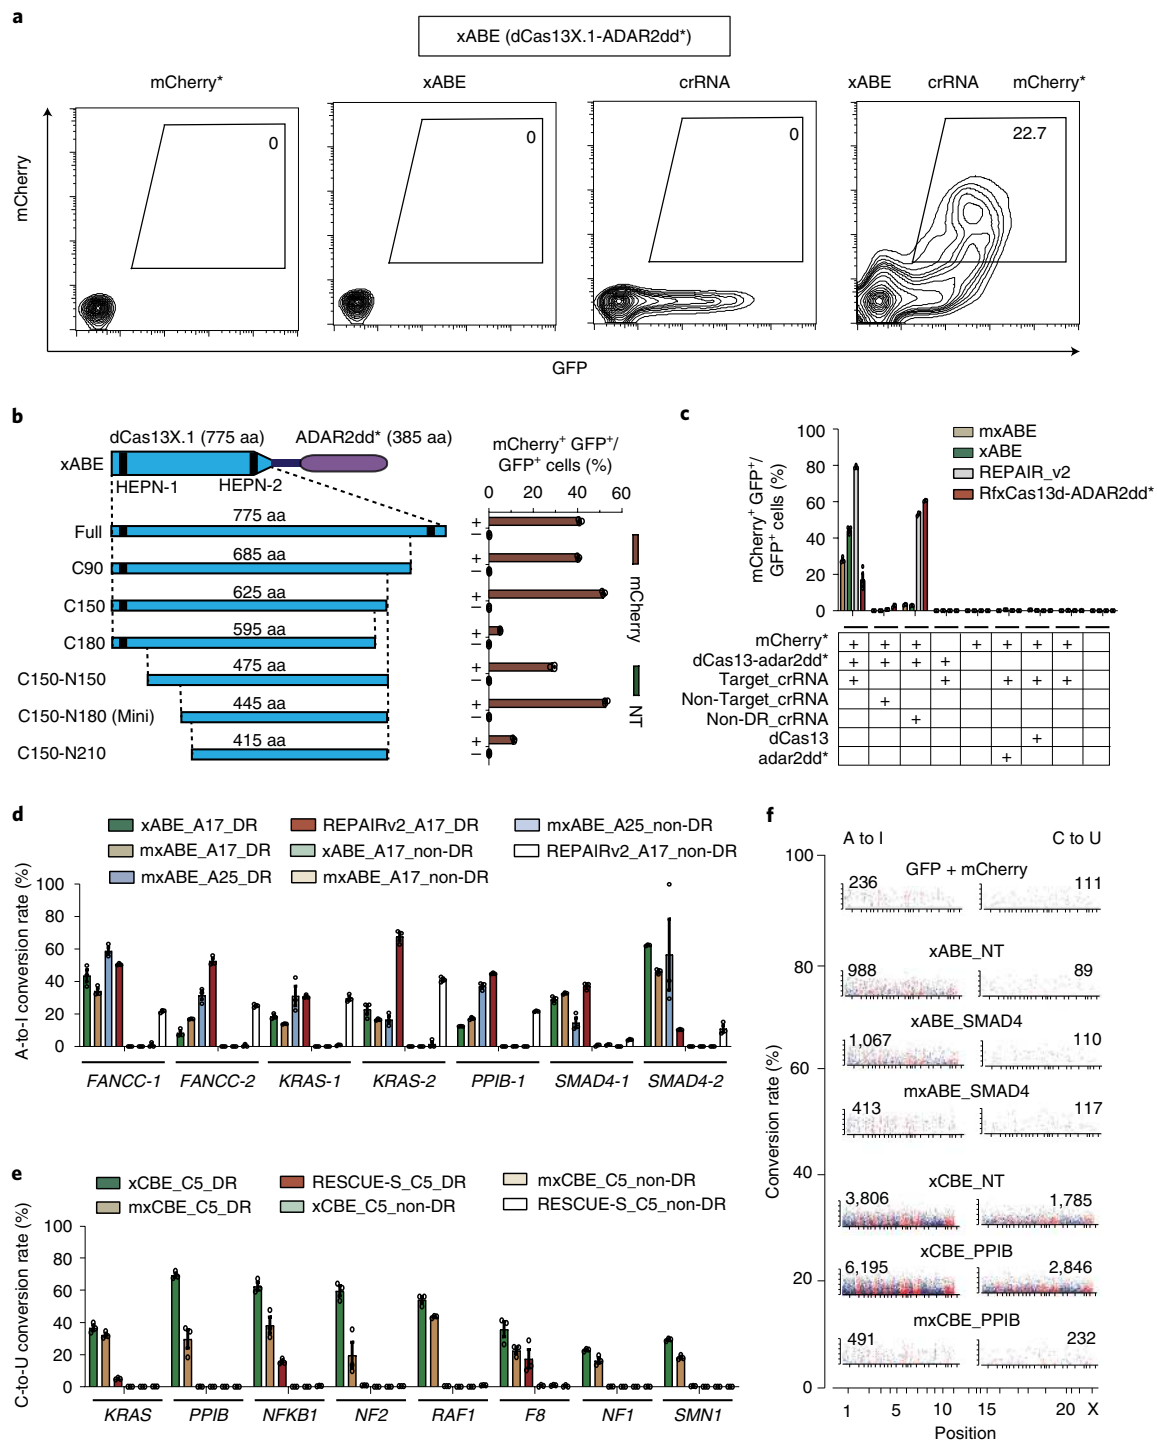 a
xABE (dCas13X.1-ADAR2dd*)
mCherry*
xABE
crRNA
xABE crRNA mCherry*
0
0
0
22.7
mCherry
GFP
b
dCas13X.1 (775 aa)
ADAR2dd* (385 aa)
xABE
HEPN-1
HEPN-2
mCherry⁺ GFP⁺/
GFP⁺ cells (%)
0 20 40 60
Full
775 aa
+
−
C90
685 aa
+
−
C150
625 aa
+
−
C180
595 aa
+
−
C150-N150
475 aa
+
−
C150-N180 (Mini)
445 aa
+
−
C150-N210
415 aa
+
−
mCherry
NT
c
mCherry⁺ GFP⁺/
GFP⁺ cells (%)
100
80
60
40
20
0
mxABE
xABE
REPAIR_v2
RfxCas13d-ADAR2dd*
mCherry* + + + + + + +
dCas13-adar2dd* + + + +
Target_crRNA + + + + +
Non-Target_crRNA +
Non-DR_crRNA +
dCas13 +
adar2dd* +
d
xABE_A17_DR
REPAIRv2_A17_DR
mxABE_A25_non-DR
mxABE_A17_DR
xABE_A17_non-DR
REPAIRv2_A17_non-DR
mxABE_A25_DR
mxABE_A17_non-DR
A-to-I conversion rate (%)
100
80
60
40
20
0
FANCC-1 FANCC-2 KRAS-1 KRAS-2 PPIB-1 SMAD4-1 SMAD4-2
e
xCBE_C5_DR
RESCUE-S_C5_DR
mxCBE_C5_non-DR
mxCBE_C5_DR
xCBE_C5_non-DR
RESCUE-S_C5_non-DR
C-to-U conversion rate (%)
100
80
60
40
20
0
KRAS PPIB NFKB1 NF2 RAF1 F8 NF1 SMN1
f
A to I
C to U
Conversion rate (%)
100
80
60
40
20
0
GFP + mCherry
236
111
xABE_NT
988
89
xABE_SMAD4
1,067
110
mxABE_SMAD4
413
117
xCBE_NT
3,806
1,785
xCBE_PPIB
6,195
2,846
mxCBE_PPIB
491
232
1 5 10 15 20 X
Position